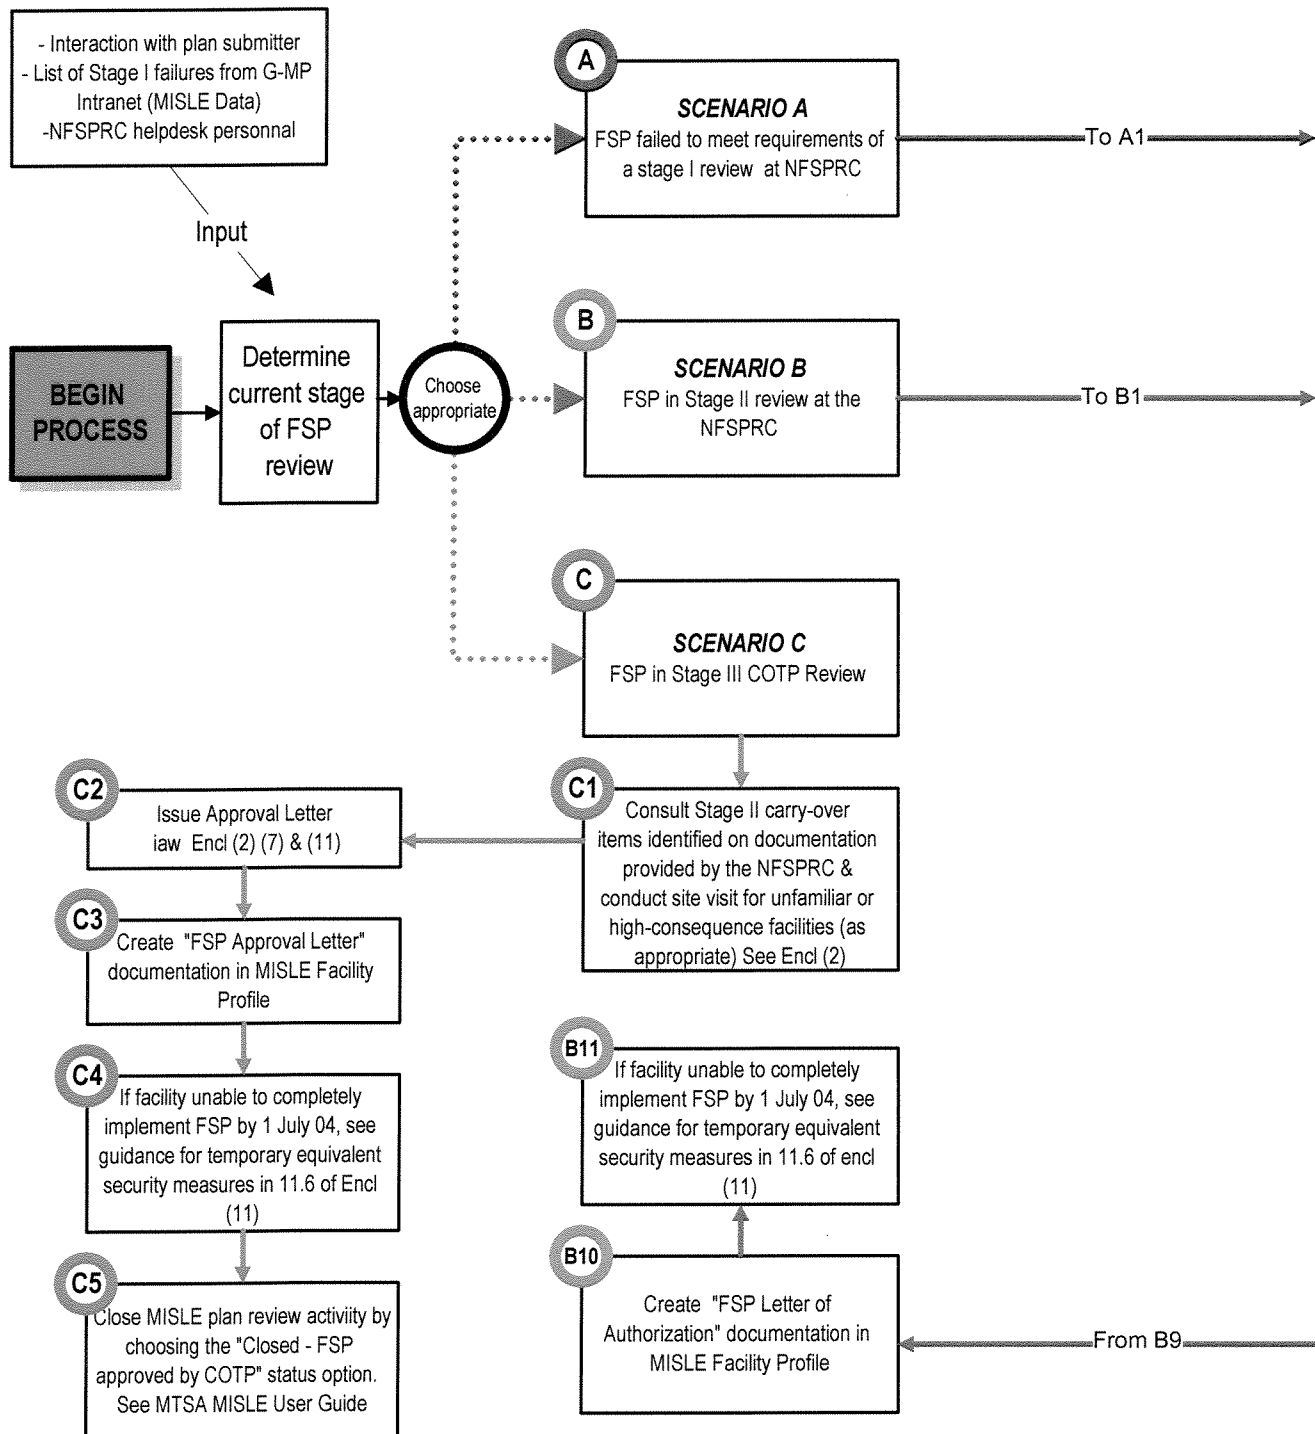 - Interaction with plan submitter
- List of Stage I failures from G-MP
Intranet (MISLE Data)
-NFSPRC helpdesk personnal
Input
BEGIN
PROCESS
Determine
current stage
of FSP
review
Choose
appropriate
A
SCENARIO A
FSP failed to meet requirements of
a stage I review at NFSPRC
To A1
B
SCENARIO B
FSP in Stage II review at the
NFSPRC
To B1
C
SCENARIO C
FSP in Stage III COTP Review
C1
Consult Stage II carry-over
items identified on documentation
provided by the NFSPRC &
conduct site visit for unfamiliar or
high-consequence facilities (as
appropriate) See Encl (2)
C2
Issue Approval Letter
iaw Encl (2) (7) & (11)
C3
Create "FSP Approval Letter"
documentation in MISLE Facility
Profile
C4
If facility unable to completely
implement FSP by 1 July 04, see
guidance for temporary equivalent
security measures in 11.6 of Encl
(11)
C5
Close MISLE plan review activiity by
choosing the "Closed - FSP
approved by COTP" status option.
See MTSA MISLE User Guide
B11
If facility unable to completely
implement FSP by 1 July 04, see
guidance for temporary equivalent
security measures in 11.6 of encl
(11)
B10
Create "FSP Letter of
Authorization" documentation in
MISLE Facility Profile
From B9